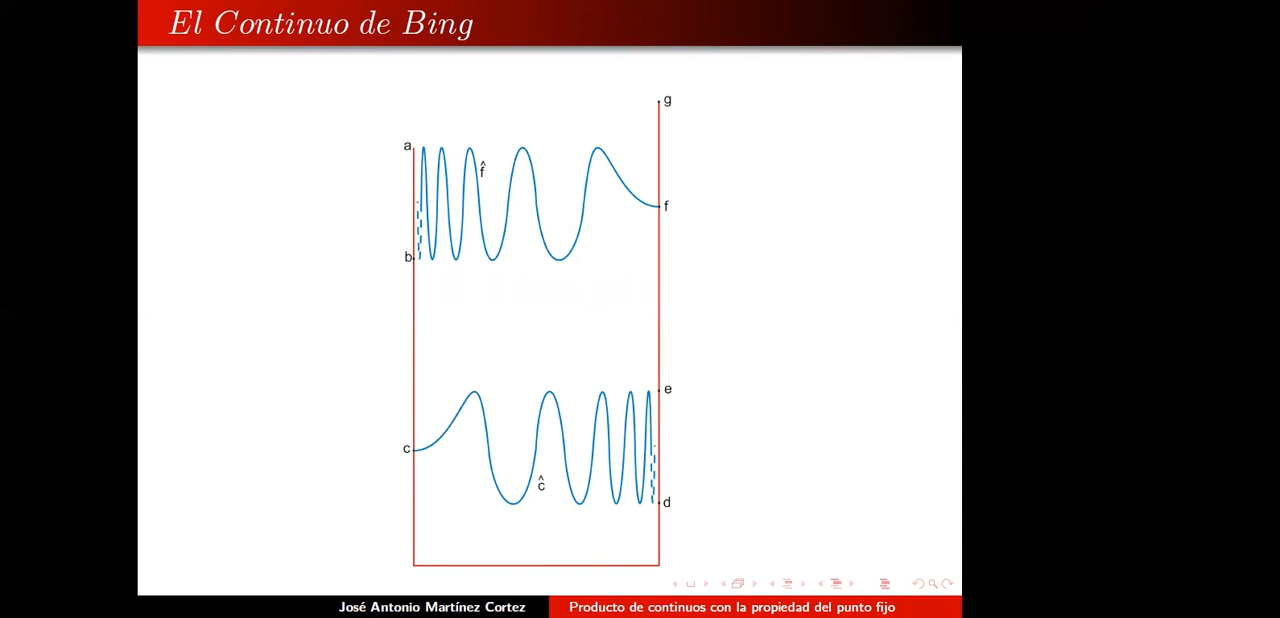 El Continuo de Bing
g
a
f̂
f
b
e
c
ĉ
d
José Antonio Martínez Cortez
Producto de continuos con la propiedad del punto fijo